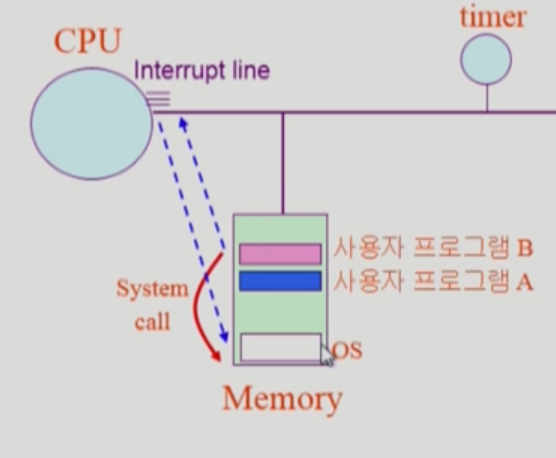 timer
CPU
Interrupt line
사용자 프로그램 B
사용자 프로그램 A
System
call
OS
Memory